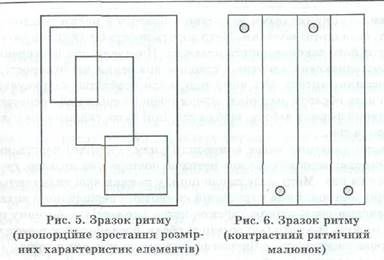 Рис. 5. Зразок ритму
(пропорційне зростання розмір-
них характеристик елементів)
Рис. 6. Зразок ритму
(контрастний ритмічний
малюнок)